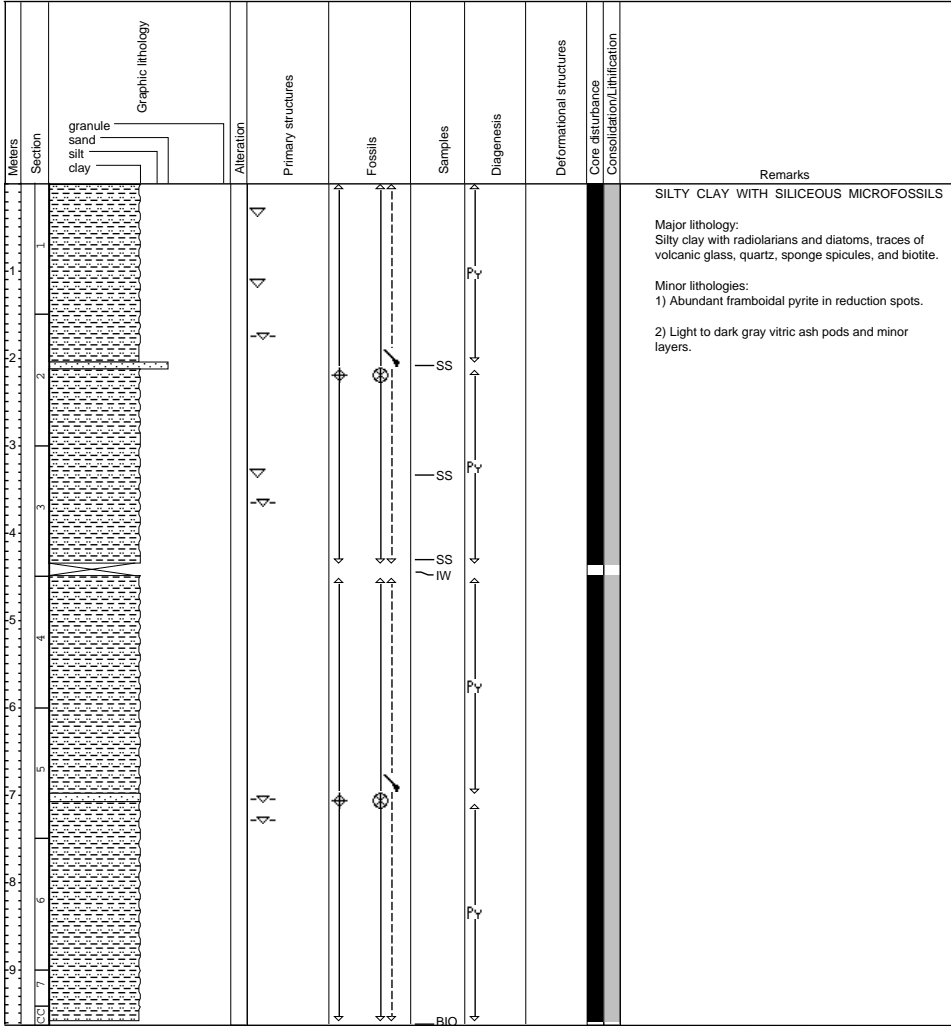 Meters
Section
Graphic lithology
granule
sand
silt
clay
Alteration
Primary structures
Fossils
Samples
Diagenesis
Deformational structures
Core disturbance
Consolidation/Lithification
Remarks
SILTY CLAY WITH SILICEOUS MICROFOSSILS
Major lithology:
Silty clay with radiolarians and diatoms, traces of
volcanic glass, quartz, sponge spicules, and biotite.
Minor lithologies:
1) Abundant framboidal pyrite in reduction spots.
2) Light to dark gray vitric ash pods and minor
layers.
1
2
3
4
5
6
7
8
9
1
2
3
4
5
6
7
CC
SS
SS
SS
IW
BIO
Py
Py
Py
Py